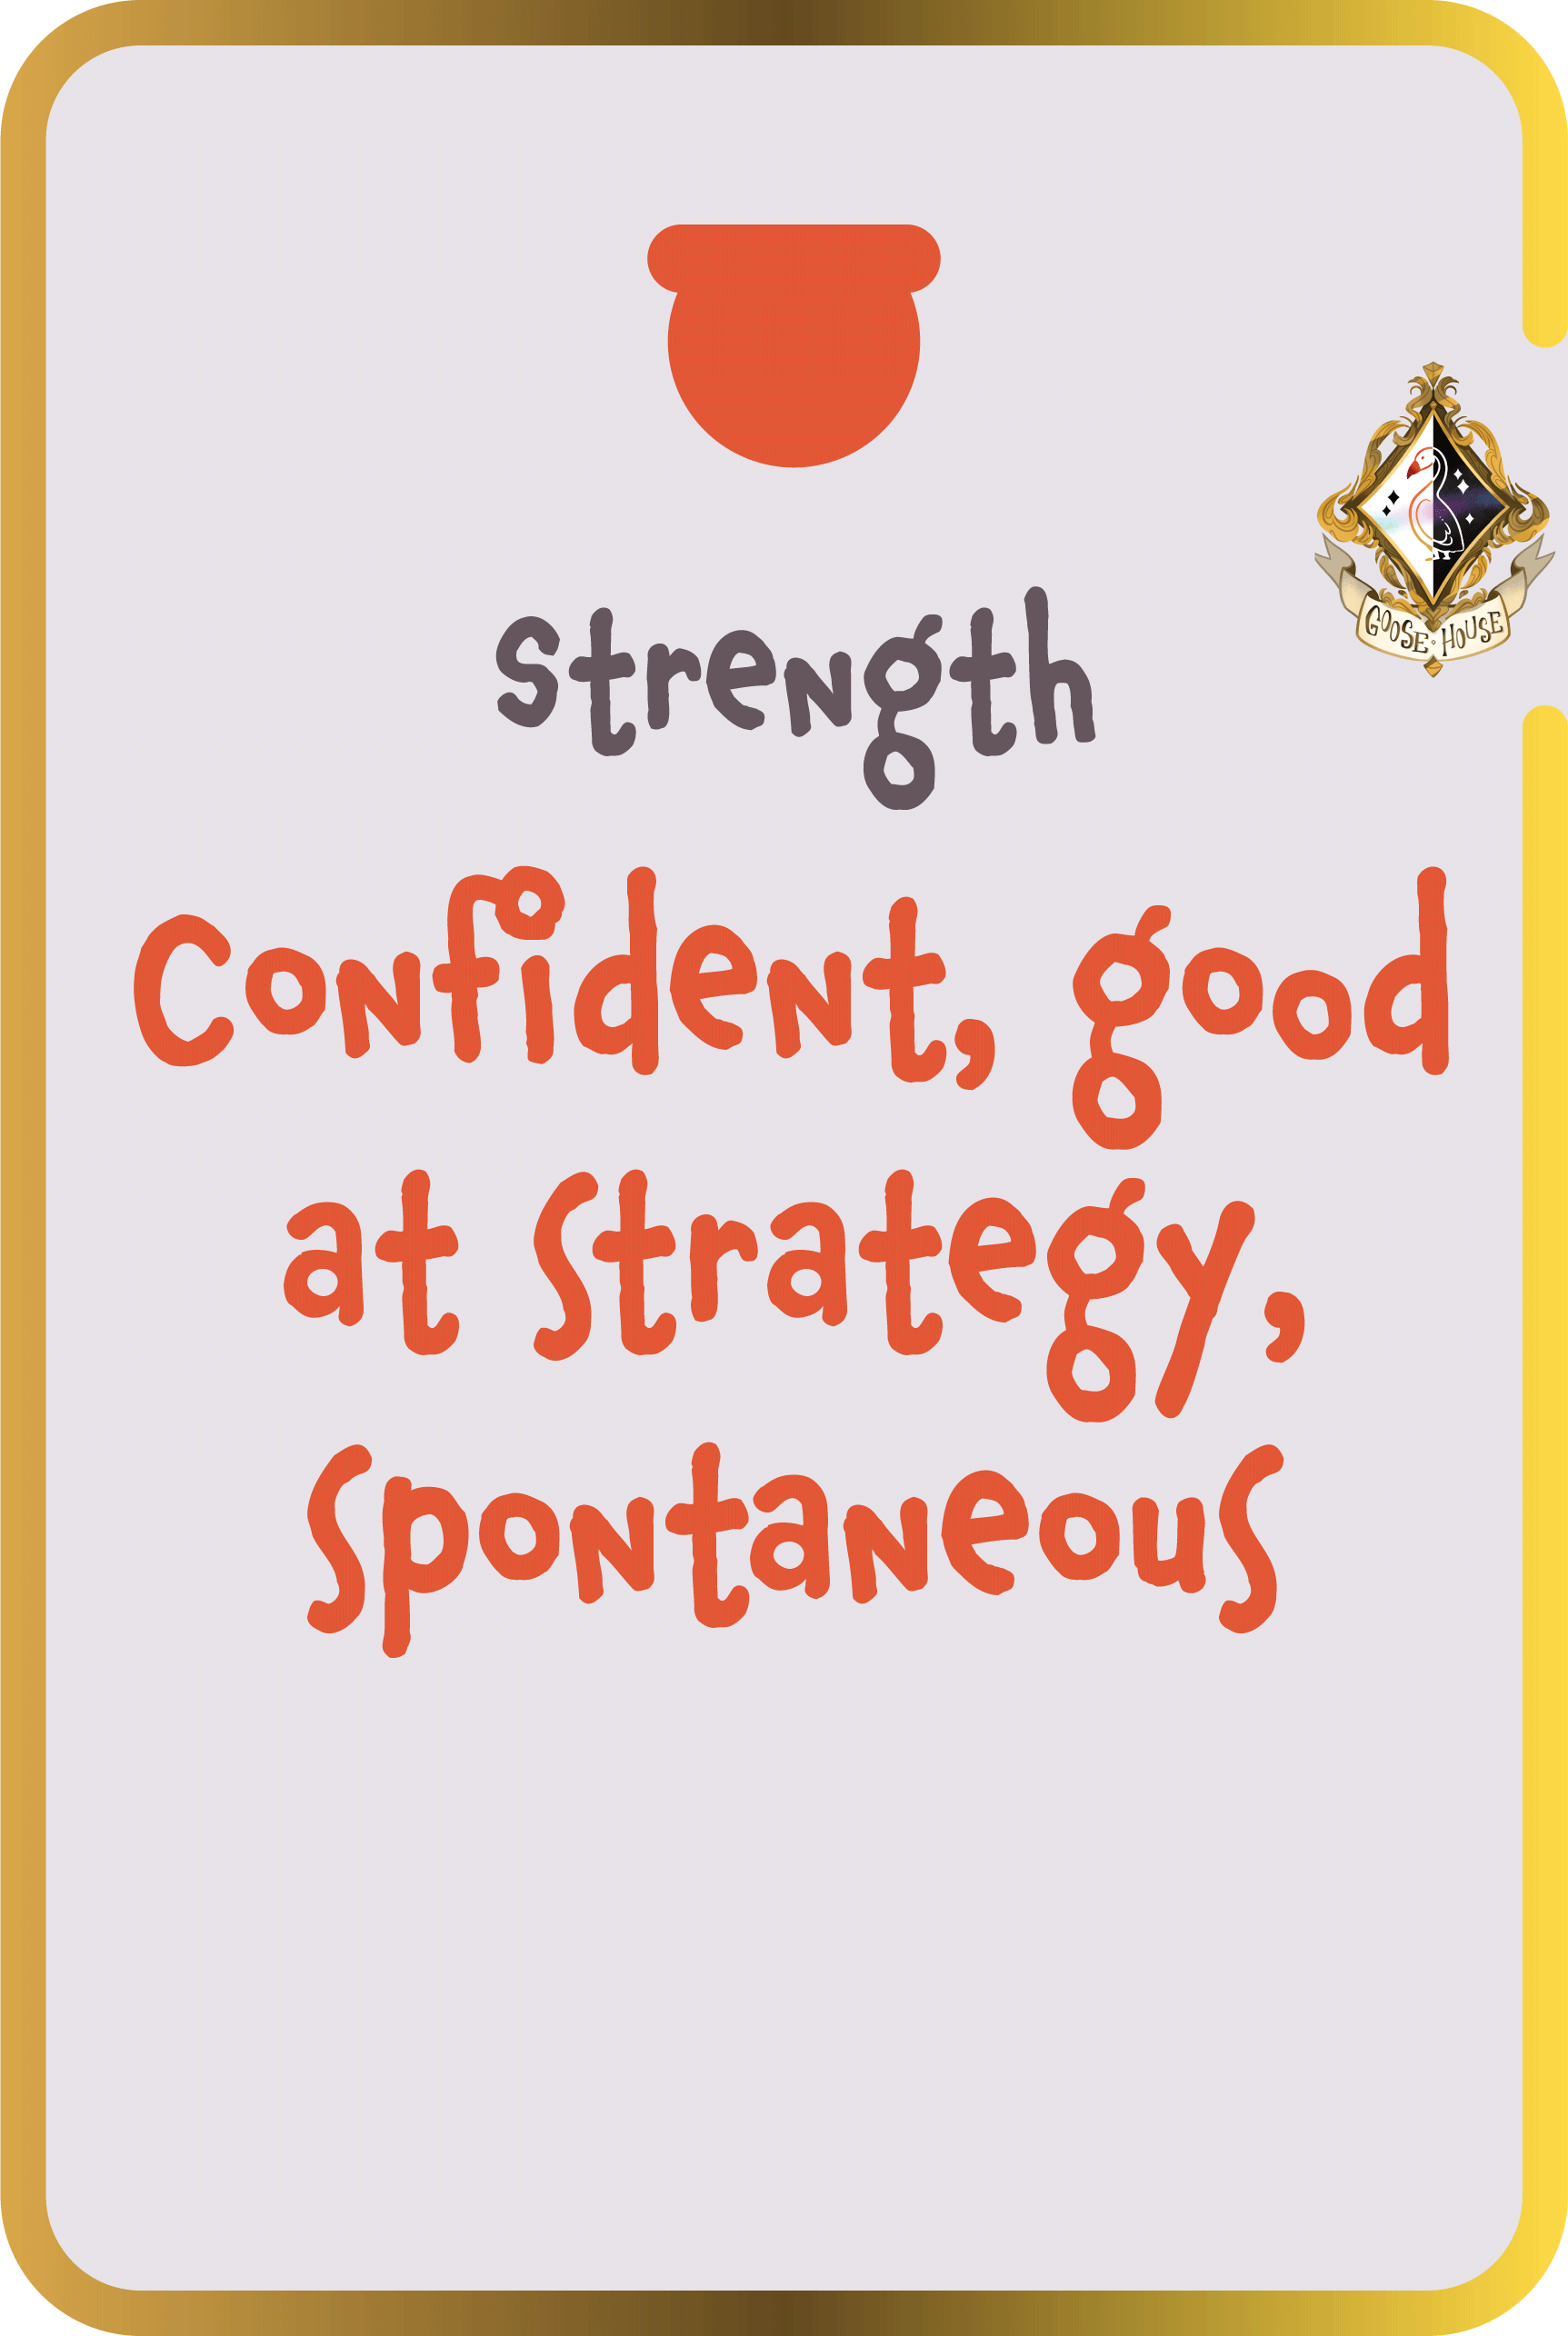 Strength
GOOSE HOUSE
Confident, good
at Strategy,
Spontaneous